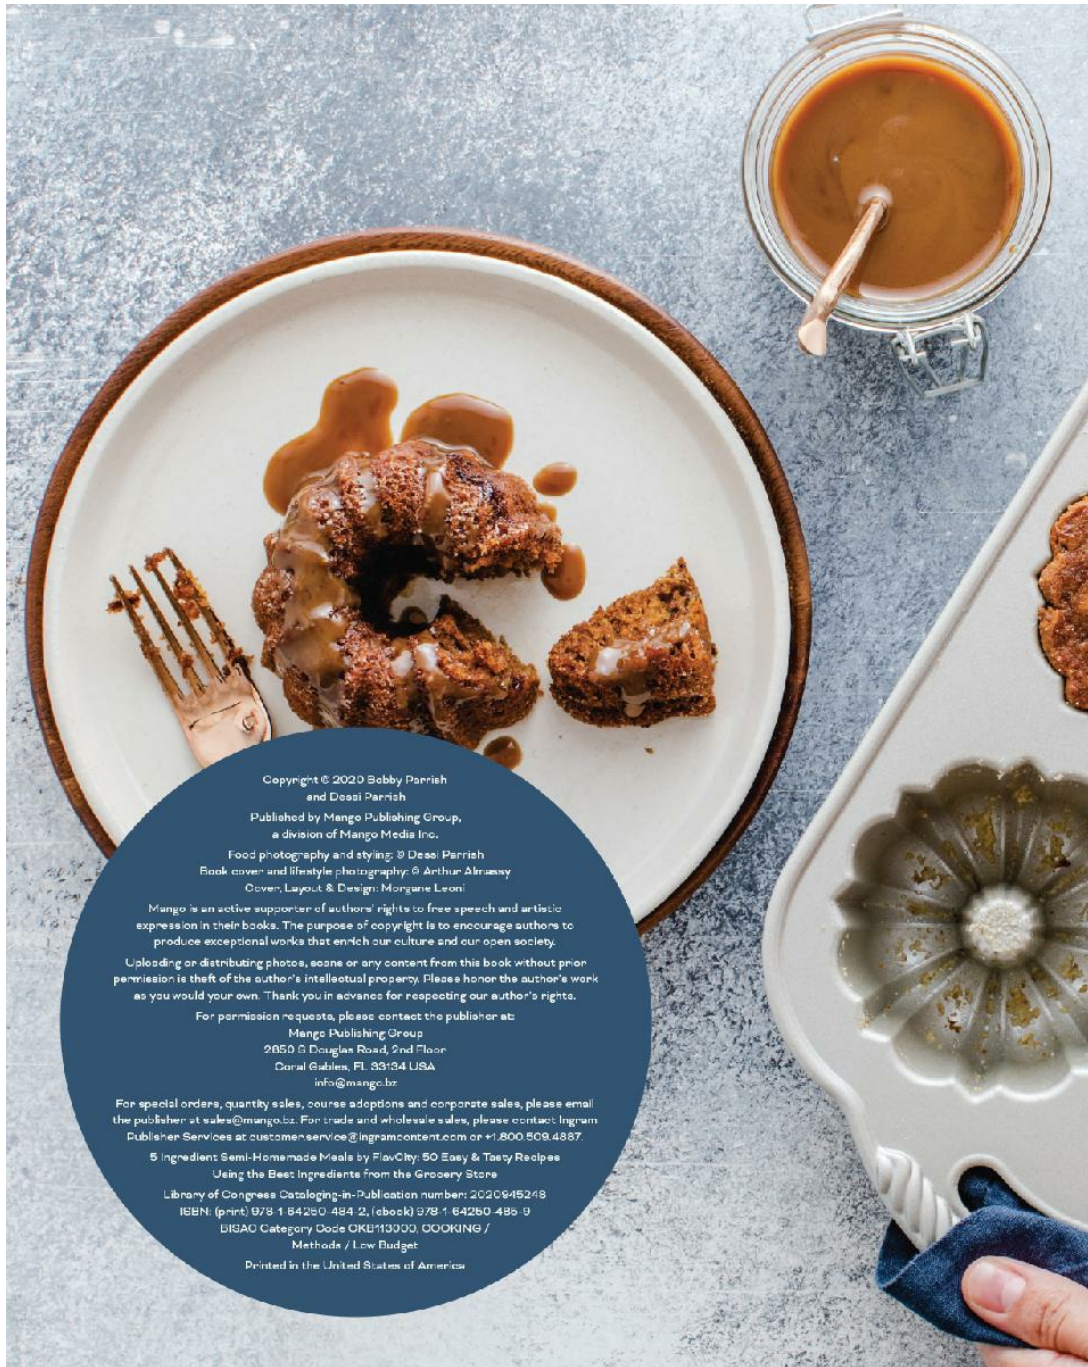 Copyright © 2020 Bobby Parrish
and Dessi Parrish
Published by Mango Publishing Group,
a division of Mango Media Inc.
Food photography and styling: © Dessi Parrish
Book cover and lifestyle photography: © Arthur Almassy
Cover, Layout & Design: Morgane Leoni
Mango is an active supporter of authors' rights to free speech and artistic
expression in their books. The purpose of copyright is to encourage authors to
produce exceptional works that enrich our culture and our open society.
Uploading or distributing photos, scans or any content from this book without prior
permission is theft of the author's intellectual property. Please honor the author's work
as you would your own. Thank you in advance for respecting our author's rights.
For permission requests, please contact the publisher at:
Mango Publishing Group
2850 S Douglas Road, 2nd Floor
Coral Gables, FL 33134 USA
info@mango.bz
For special orders, quantity sales, course adoptions and corporate sales, please email
the publisher at sales@mango.bz. For trade and wholesale sales, please contact Ingram
Publisher Services at customer.service@ingramcontent.com or +1.800.509.4887.
5 Ingredient Semi-Homemade Meals by FlavCity: 50 Easy & Tasty Recipes
Using the Best Ingredients from the Grocery Store
Library of Congress Cataloging-in-Publication number: 2020945248
ISBN: (print) 978-1-64250-484-2, (ebook) 978-1-64250-485-9
BISAC Category Code CKB113000, COOKING /
Methods / Low Budget
Printed in the United States of America